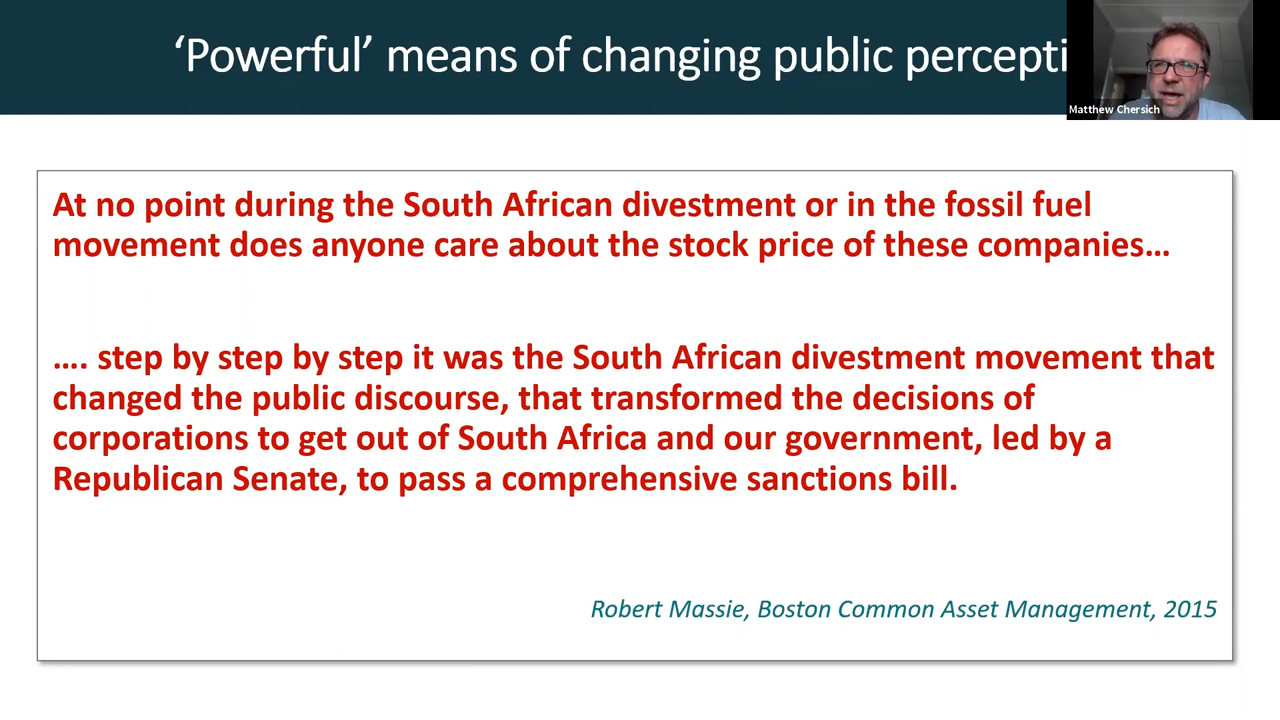 ‘Powerful’ means of changing public percepti
Matthew Chersich
At no point during the South African divestment or in the fossil fuel
movement does anyone care about the stock price of these companies…
…. step by step by step it was the South African divestment movement that
changed the public discourse, that transformed the decisions of
corporations to get out of South Africa and our government, led by a
Republican Senate, to pass a comprehensive sanctions bill.
Robert Massie, Boston Common Asset Management, 2015